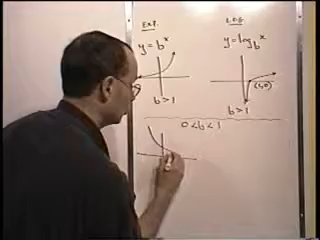 EXP.
y = b^x
b > 1
LOG
y = log_b x
(1,0)
b > 1
0 < b < 1